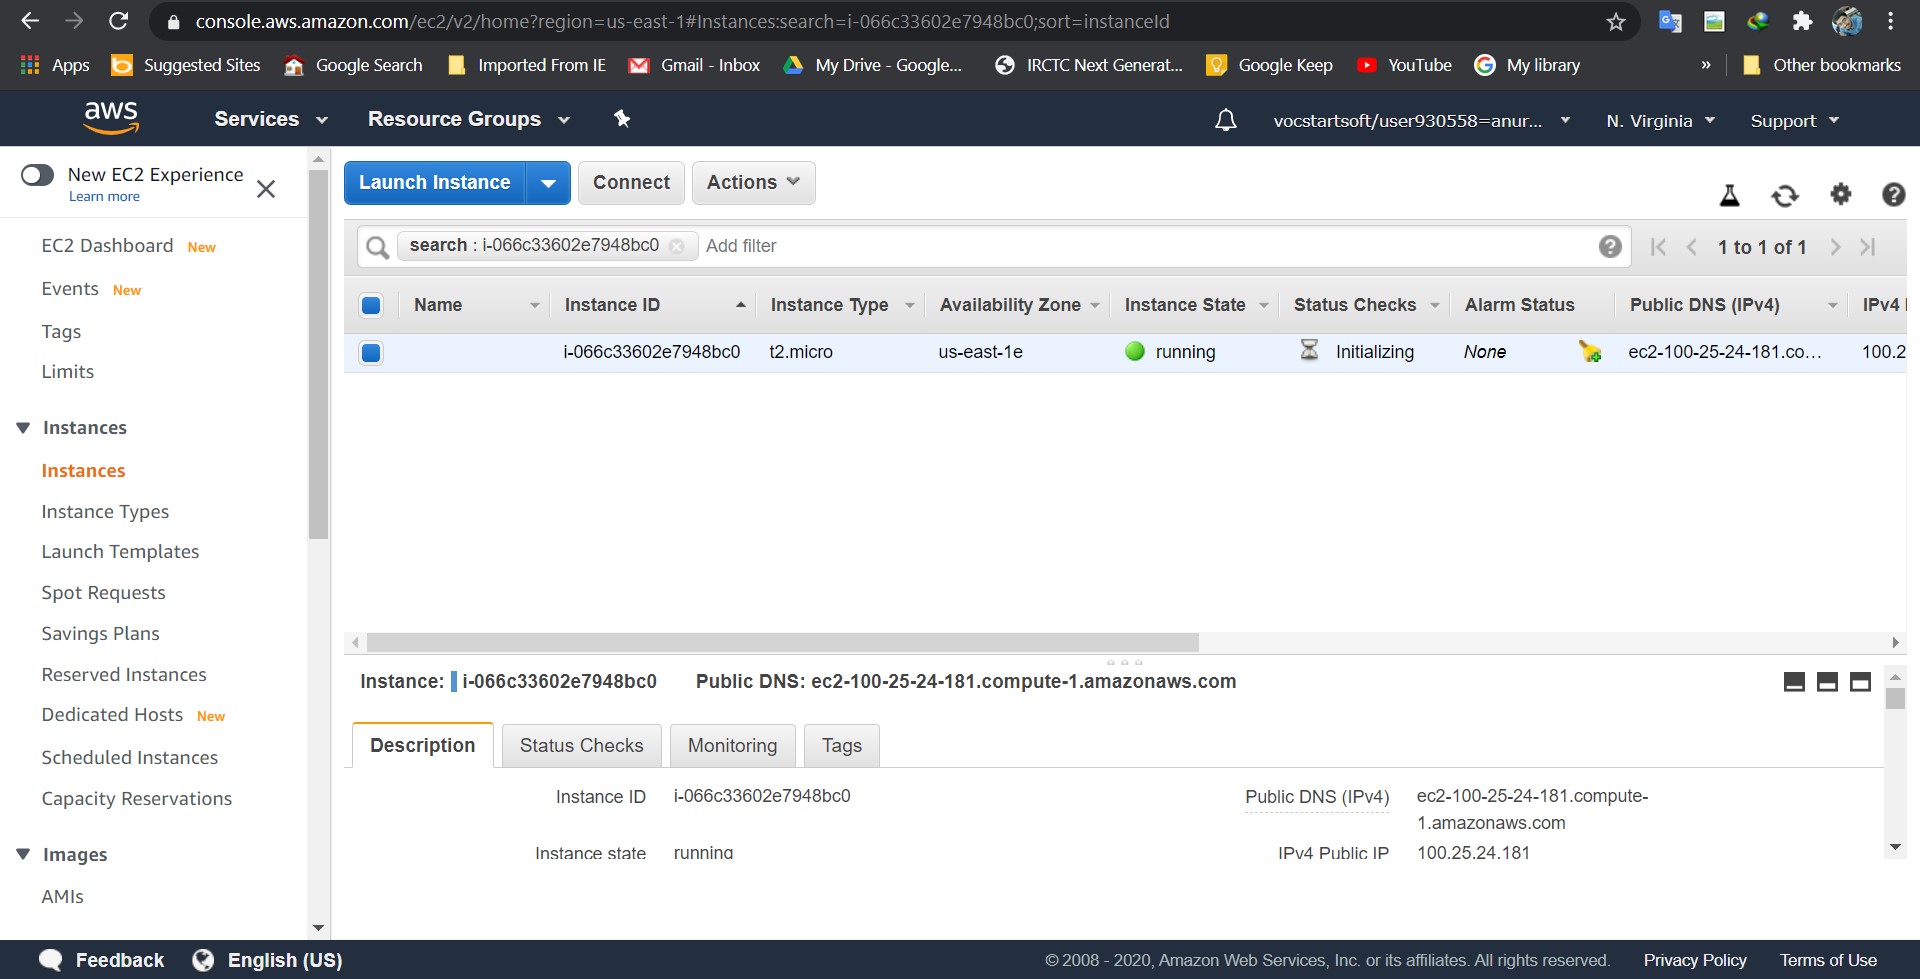 console.aws.amazon.com/ec2/v2/home?region=us-east-1#Instances:search=i-066c33602e7948bc0;sort=instanceId
Apps Suggested Sites Google Search Imported From IE Gmail - Inbox My Drive - Google... IRCTC Next Generat... Google Keep YouTube My library » Other bookmarks
aws Services Resource Groups vocstartsoft/user930558=anur... N. Virginia Support
New EC2 Experience
Learn more
EC2 Dashboard New
Events New
Tags
Limits
Instances
Instances
Instance Types
Launch Templates
Spot Requests
Savings Plans
Reserved Instances
Dedicated Hosts New
Scheduled Instances
Capacity Reservations
Images
AMIs
Launch Instance Connect Actions
search : i-066c33602e7948bc0 Add filter 1 to 1 of 1
Name Instance ID Instance Type Availability Zone Instance State Status Checks Alarm Status Public DNS (IPv4) IPv4
i-066c33602e7948bc0 t2.micro us-east-1e running Initializing None ec2-100-25-24-181.co... 100.2
Instance: i-066c33602e7948bc0 Public DNS: ec2-100-25-24-181.compute-1.amazonaws.com
Description Status Checks Monitoring Tags
Instance ID i-066c33602e7948bc0 Public DNS (IPv4) ec2-100-25-24-181.compute-
1.amazonaws.com
Instance state running IPv4 Public IP 100.25.24.181
Feedback English (US) © 2008 - 2020, Amazon Web Services, Inc. or its affiliates. All rights reserved. Privacy Policy Terms of Use